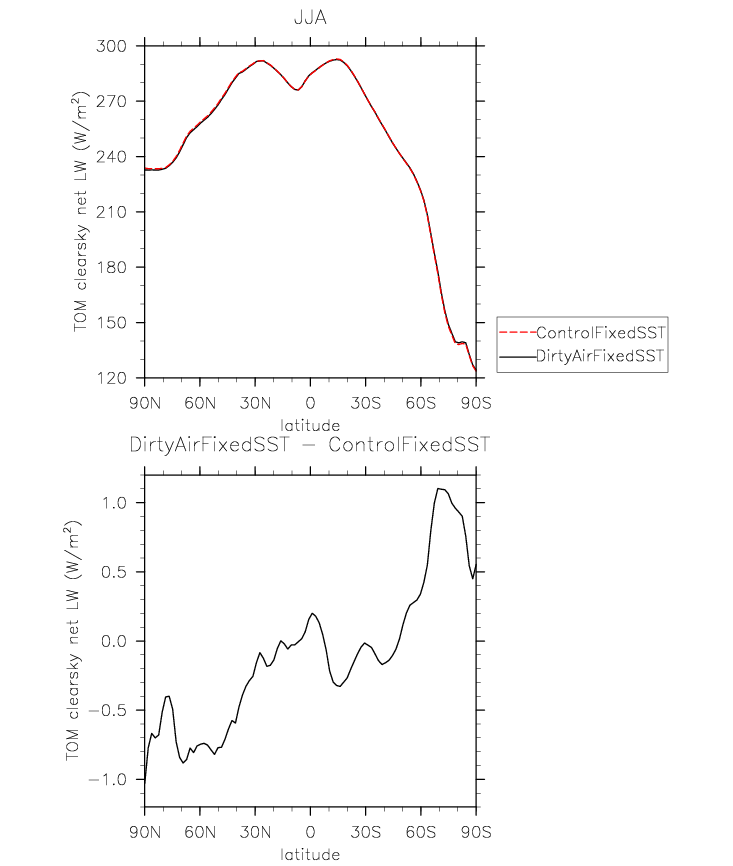 JJA
TOM clearsky net LW (W/m²)
300
270
240
210
180
150
120
90N 60N 30N 0 30S 60S 90S
latitude
ControlFixedSST
DirtyAirFixedSST
DirtyAirFixedSST − ControlFixedSST
TOM clearsky net LW (W/m²)
1.0
0.5
0.0
−0.5
−1.0
90N 60N 30N 0 30S 60S 90S
latitude